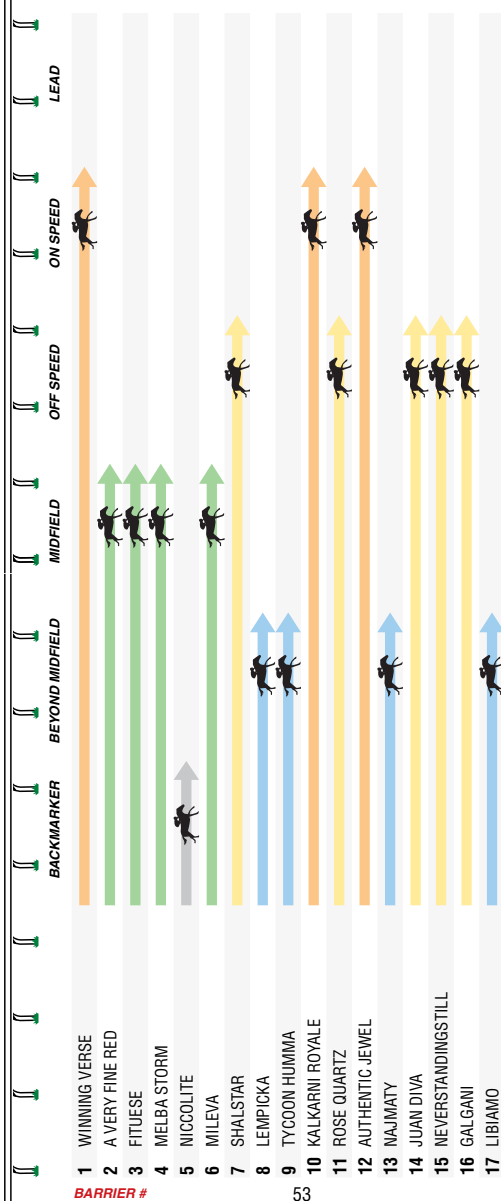 BACKMARKER BEYOND MIDFIELD MIDFIELD OFF SPEED ON SPEED LEAD
1 WINNING VERSE
2 A VERY FINE RED
3 FITUESE
4 MELBA STORM
5 NICCOLITE
6 MILEVA
7 SHALSTAR
8 LEMPICKA
9 TYCOON HUMMA
10 KALKARNI ROYALE
11 ROSE QUARTZ
12 AUTHENTIC JEWEL
13 NAJMATY
14 JUAN DIVA
15 NEVERSTANDINGSTILL
16 GALGANI
17 LIBIAMO
BARRIER #
53